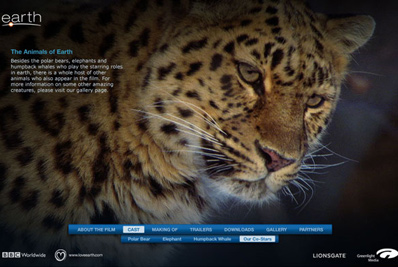 earth
The Animals of Earth
Besides the polar bears, elephants and
humpback whales who play the starring roles
in earth, there is a whole host of other
animals who also appear in the film. For
more information on some other amazing
creatures, please visit our gallery page.
ABOUT THE FILM CAST MAKING OF TRAILERS DOWNLOADS GALLERY PARTNERS
Polar Bear Elephant Humpback Whale Our Co-Stars
BBC Worldwide www.loveearth.com LIONSGATE Greenlight
Media